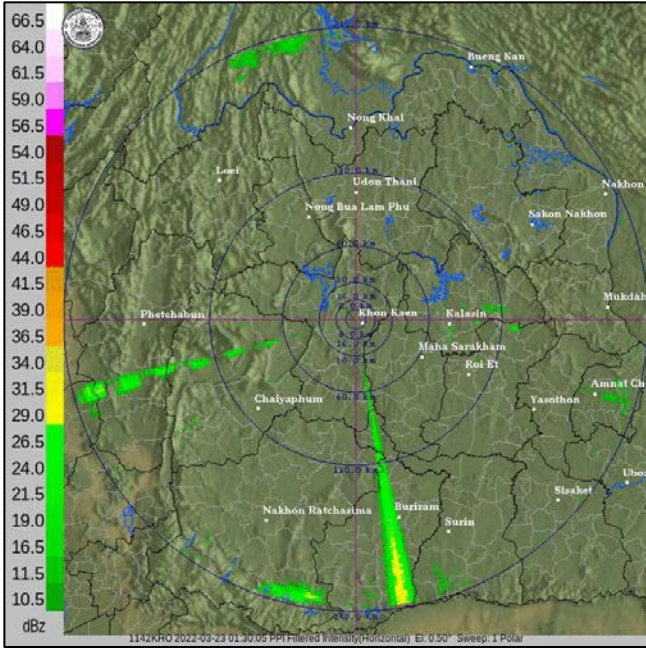 66.5
64.0
61.5
59.0
56.5
54.0
51.5
49.0
46.5
44.0
41.5
39.0
36.5
34.0
31.5
29.0
26.5
24.0
21.5
19.0
16.5
13.0
10.5
dBz
Bueng Kan
Nong Khai
Loei
Udon Thani
Nakhon
Nong Bua Lam Phu
Sakon Nakhon
Mukdah
Phetchabun
Khon Kaen
Kalasin
Maha Sarakham
Roi Et
Amnat Ch
Chaiyaphum
Yasothon
Ubo
Sisaket
Nakhon Ratchasima
Buriram
Surin
1142KHO 2022-03-23 01:30:05 PPI Filtered Intensity(Horizontal) El: 0.50° Sweep: 1 Polar